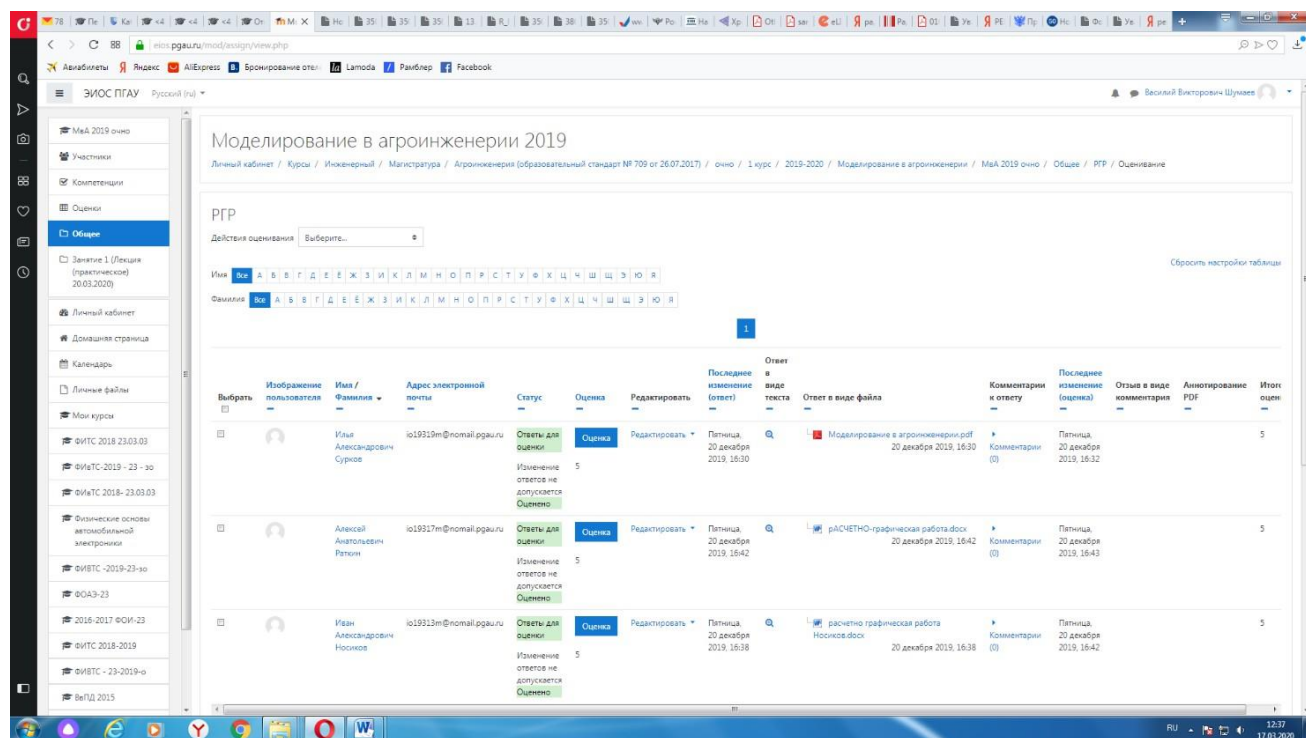 eios.pgau.ru/mod/assign/view.php
Авиабилеты Яндекс AliExpress Бронирование отел Lamoda Рамблер Facebook
ЭИОС ПГАУ Русский (ru)
Василий Викторович Шумаев
МвА 2019 очно
Участники
Компетенции
Оценки
Общее
Занятие 1 (Лекция
(практическое)
20.03.2020)
Личный кабинет
Домашняя страница
Календарь
Личные файлы
Мои курсы
ФИТС 2018 23.03.03
ФИвТС-2019 - 23 - зо
ФИвТС 2018- 23.03.03
Физические основы
автомобильной
электроники
ФИВТС -2019-23-зо
ФОАЭ-23
2016-2017 ФОИ-23
ФИТС 2018-2019
ФИВТС - 23-2019-о
ВвПД 2015
Моделирование в агроинженерии 2019
Личный кабинет / Курсы / Инженерный / Магистратура / Агроинженерия (образовательный стандарт № 709 от 26.07.2017) / очно / 1 курс / 2019-2020 / Моделирование в агроинженерии / МвА 2019 очно / Общее / РГР / Оценивание
РГР
Действия оценивания Выберите...
Сбросить настройки таблицы
Имя Все А Б В Г Д Е Ё Ж З И К Л М Н О П Р С Т У Ф Х Ц Ч Ш Щ Э Ю Я
Фамилия Все А Б В Г Д Е Ё Ж З И К Л М Н О П Р С Т У Ф Х Ц Ч Ш Щ Э Ю Я
1
Выбрать
Изображение
пользователя
Имя /
Фамилия
Адрес электронной
почты
Статус
Оценка
Редактировать
Последнее
изменение
(ответ)
Ответ
в
виде
текста
Ответ в виде файла
Комментарии
к ответу
Последнее
изменение
(оценка)
Отзыв в виде
комментария
Аннотирование
PDF
Итого
оцен
Илья
Александрович
Сурков
io19319m@nomail.pgau.ru
Ответы для
оценки
Изменение
ответов не
допускается
Оценено
Оценка
5
Редактировать
Пятница,
20 декабря
2019, 16:30
Моделирование в агроинженерии.pdf
20 декабря 2019, 16:30
Комментарии
(0)
Пятница,
20 декабря
2019, 16:32
5
Алексей
Анатольевич
Раткин
io19317m@nomail.pgau.ru
Ответы для
оценки
Изменение
ответов не
допускается
Оценено
Оценка
5
Редактировать
Пятница,
20 декабря
2019, 16:42
рАСЧЕТНО-графическая работа.docx
20 декабря 2019, 16:42
Комментарии
(0)
Пятница,
20 декабря
2019, 16:43
5
Иван
Александрович
Носиков
io19313m@nomail.pgau.ru
Ответы для
оценки
Изменение
ответов не
допускается
Оценено
Оценка
5
Редактировать
Пятница,
20 декабря
2019, 16:38
расчетно графическая работа
Носиков.docx
20 декабря 2019, 16:38
Комментарии
(0)
Пятница,
20 декабря
2019, 16:42
5
RU
12:37
17.03.2020